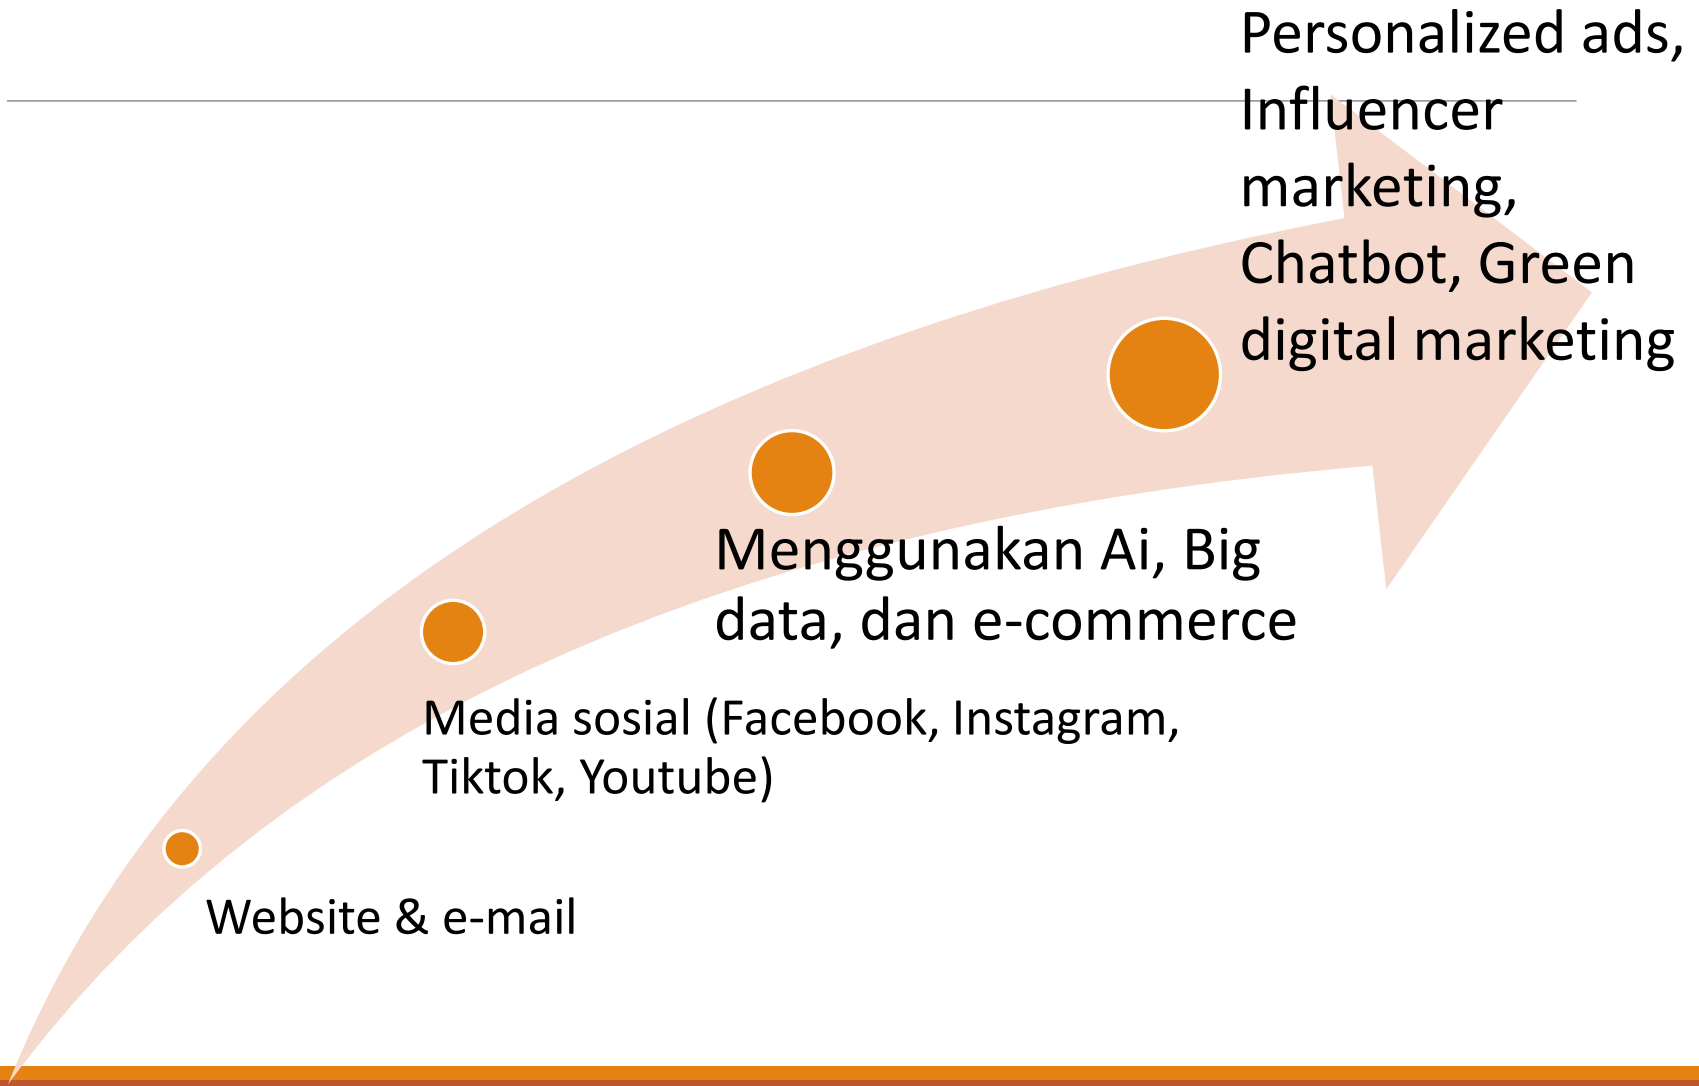 Personalized ads,
Influencer
marketing,
Chatbot, Green
digital marketing
Menggunakan Ai, Big
data, dan e-commerce
Media sosial (Facebook, Instagram,
Tiktok, Youtube)
Website & e-mail